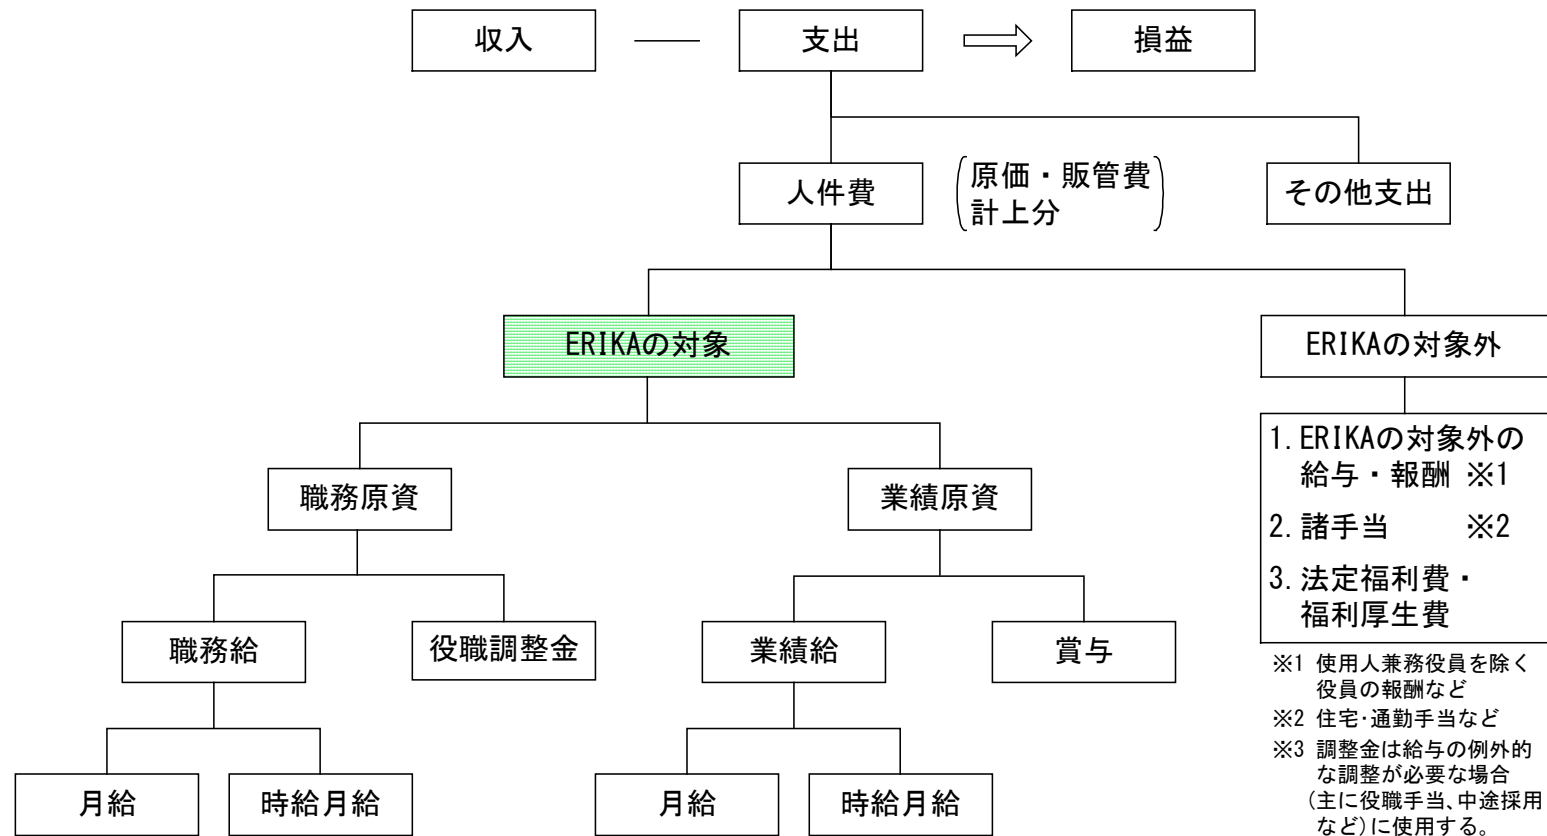 収入
支出
損益
人件費
原価・販管費
計上分
その他支出
ERIKAの対象
ERIKAの対象外
1. ERIKAの対象外の
給与・報酬 ※1
2. 諸手当 ※2
3. 法定福利費・
福利厚生費
職務原資
業績原資
職務給
役職調整金
業績給
賞与
月給
時給月給
月給
時給月給
※1 使用人兼務役員を除く
役員の報酬など
※2 住宅・通勤手当など
※3 調整金は給与の例外的
な調整が必要な場合
(主に役職手当、中途採用
など)に使用する。